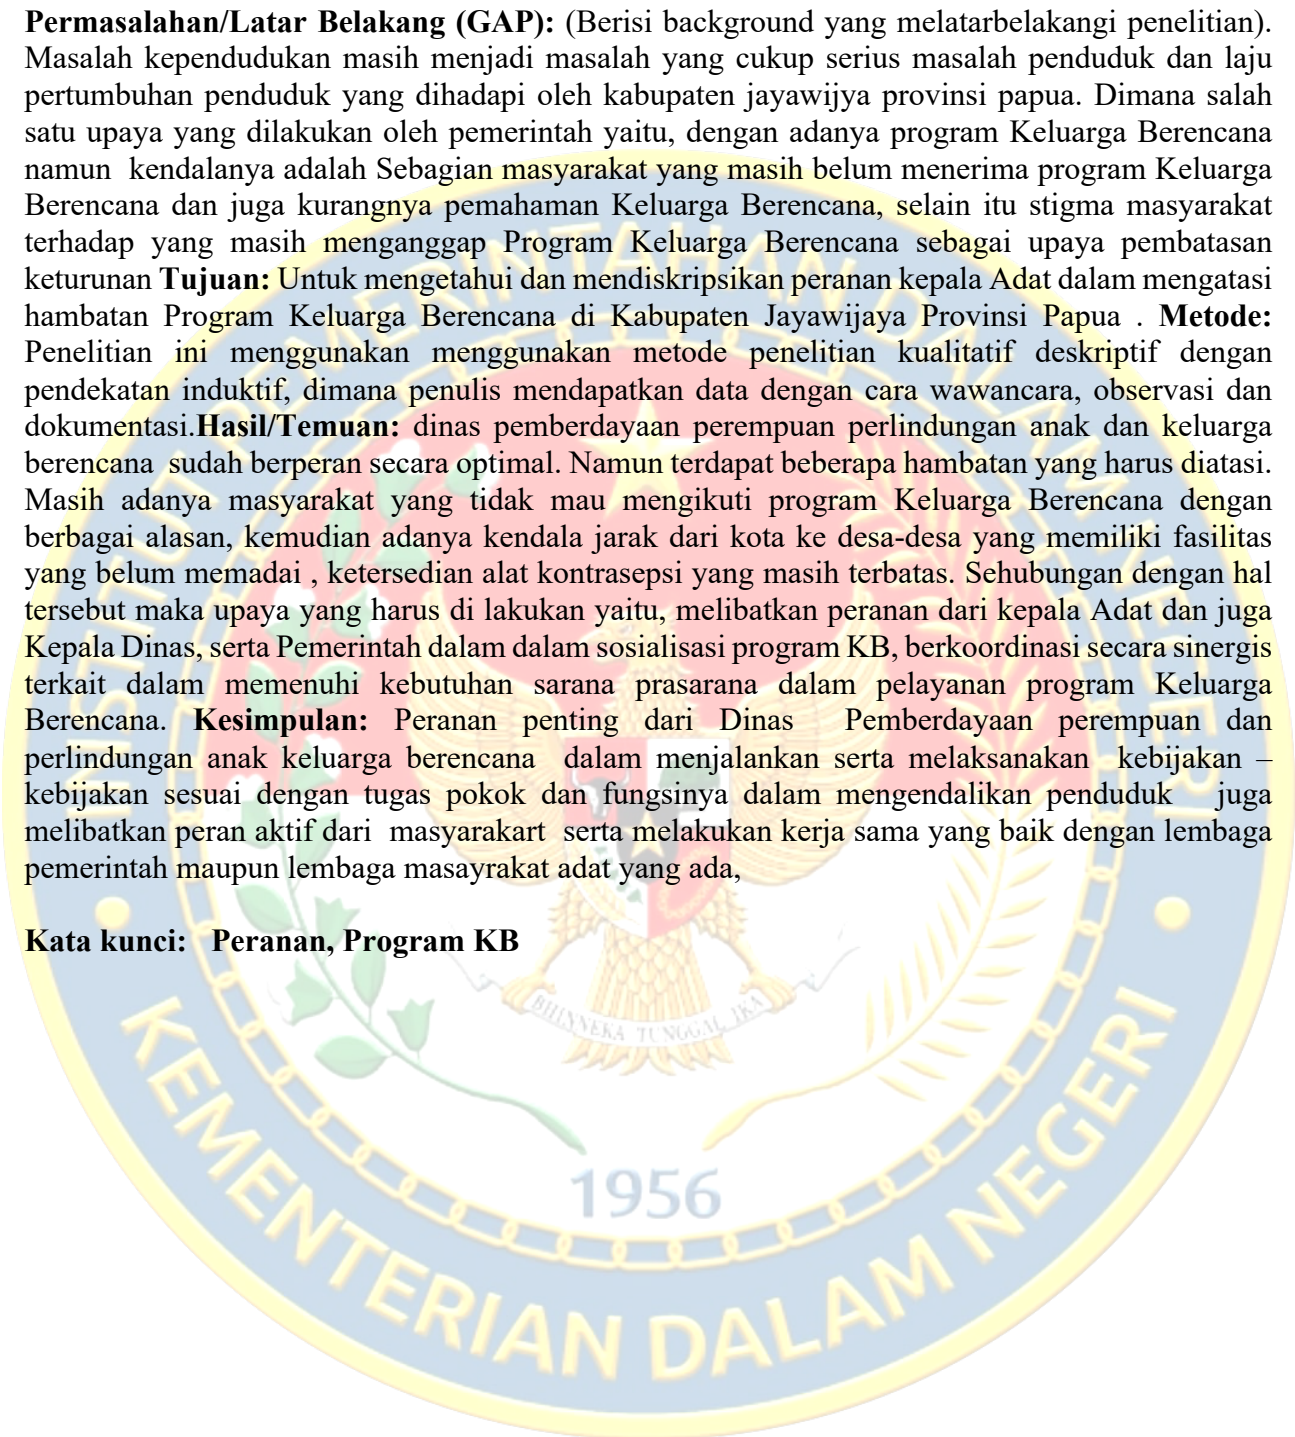 Permasalahan/Latar Belakang (GAP): (Berisi background yang melatarbelakangi penelitian).
Masalah kependudukan masih menjadi masalah yang cukup serius masalah penduduk dan laju
pertumbuhan penduduk yang dihadapi oleh kabupaten jayawijya provinsi papua. Dimana salah
satu upaya yang dilakukan oleh pemerintah yaitu, dengan adanya program Keluarga Berencana
namun kendalanya adalah Sebagian masyarakat yang masih belum menerima program Keluarga
Berencana dan juga kurangnya pemahaman Keluarga Berencana, selain itu stigma masyarakat
terhadap yang masih menganggap Program Keluarga Berencana sebagai upaya pembatasan
keturunan Tujuan: Untuk mengetahui dan mendiskripsikan peranan kepala Adat dalam mengatasi
hambatan Program Keluarga Berencana di Kabupaten Jayawijaya Provinsi Papua . Metode:
Penelitian ini menggunakan menggunakan metode penelitian kualitatif deskriptif dengan
pendekatan induktif, dimana penulis mendapatkan data dengan cara wawancara, observasi dan
dokumentasi.Hasil/Temuan: dinas pemberdayaan perempuan perlindungan anak dan keluarga
berencana sudah berperan secara optimal. Namun terdapat beberapa hambatan yang harus diatasi.
Masih adanya masyarakat yang tidak mau mengikuti program Keluarga Berencana dengan
berbagai alasan, kemudian adanya kendala jarak dari kota ke desa-desa yang memiliki fasilitas
yang belum memadai , ketersedian alat kontrasepsi yang masih terbatas. Sehubungan dengan hal
tersebut maka upaya yang harus di lakukan yaitu, melibatkan peranan dari kepala Adat dan juga
Kepala Dinas, serta Pemerintah dalam dalam sosialisasi program KB, berkoordinasi secara sinergis
terkait dalam memenuhi kebutuhan sarana prasarana dalam pelayanan program Keluarga
Berencana. Kesimpulan: Peranan penting dari Dinas Pemberdayaan perempuan dan
perlindungan anak keluarga berencana dalam menjalankan serta melaksanakan kebijakan –
kebijakan sesuai dengan tugas pokok dan fungsinya dalam mengendalikan penduduk juga
melibatkan peran aktif dari masyarakart serta melakukan kerja sama yang baik dengan lembaga
pemerintah maupun lembaga masayrakat adat yang ada,
Kata kunci: Peranan, Program KB
INSTITUT PEMERINTAHAN DALAM NEGERI
BHINNEKA TUNGGAL IKA
1956
KEMENTERIAN DALAM NEGERI